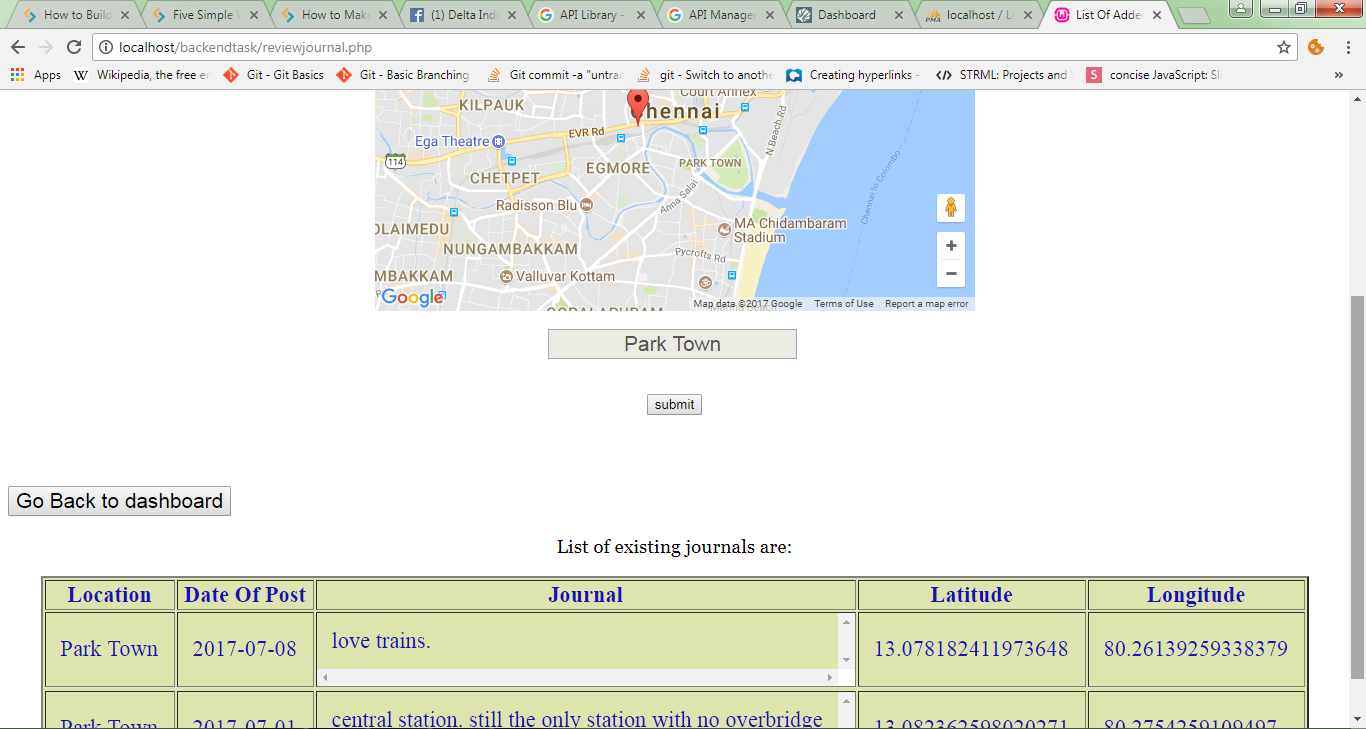 How to Build
Five Simple
How to Make
(1) Delta Ind
API Library -
API Manager
Dashboard
localhost / L
List Of Adde
localhost/backendtask/reviewjournal.php
Apps
W Wikipedia, the free er
Git - Git Basics
Git - Basic Branching
Git commit -a "untrac
git - Switch to anothe
Creating hyperlinks -
</> STRML: Projects and
S concise JavaScript: Sli
»
Court Annex
KILPAUK
Chennai
EVR Rd
N Beach Rd
Ega Theatre
114
PARK TOWN
EGMORE
CHETPET
Chennai to Colombo
Anna Salai
Radisson Blu
MA Chidambaram
Stadium
OLAIMEDU
NUNGAMBAKKAM
Pycrofts Rd
MBAKKAM
Valluvar Kottam
+
−
Google
Map data ©2017 Google Terms of Use Report a map error
Marina Beach
Park Town
submit
Go Back to dashboard
List of existing journals are:
Location Date Of Post Journal Latitude Longitude
Park Town 2017-07-08 love trains. 13.078182411973648 80.26139259338379
Park Town 2017-07-01 central station. still the only station with no overbridge 13.082362598020271 80.2754259109497